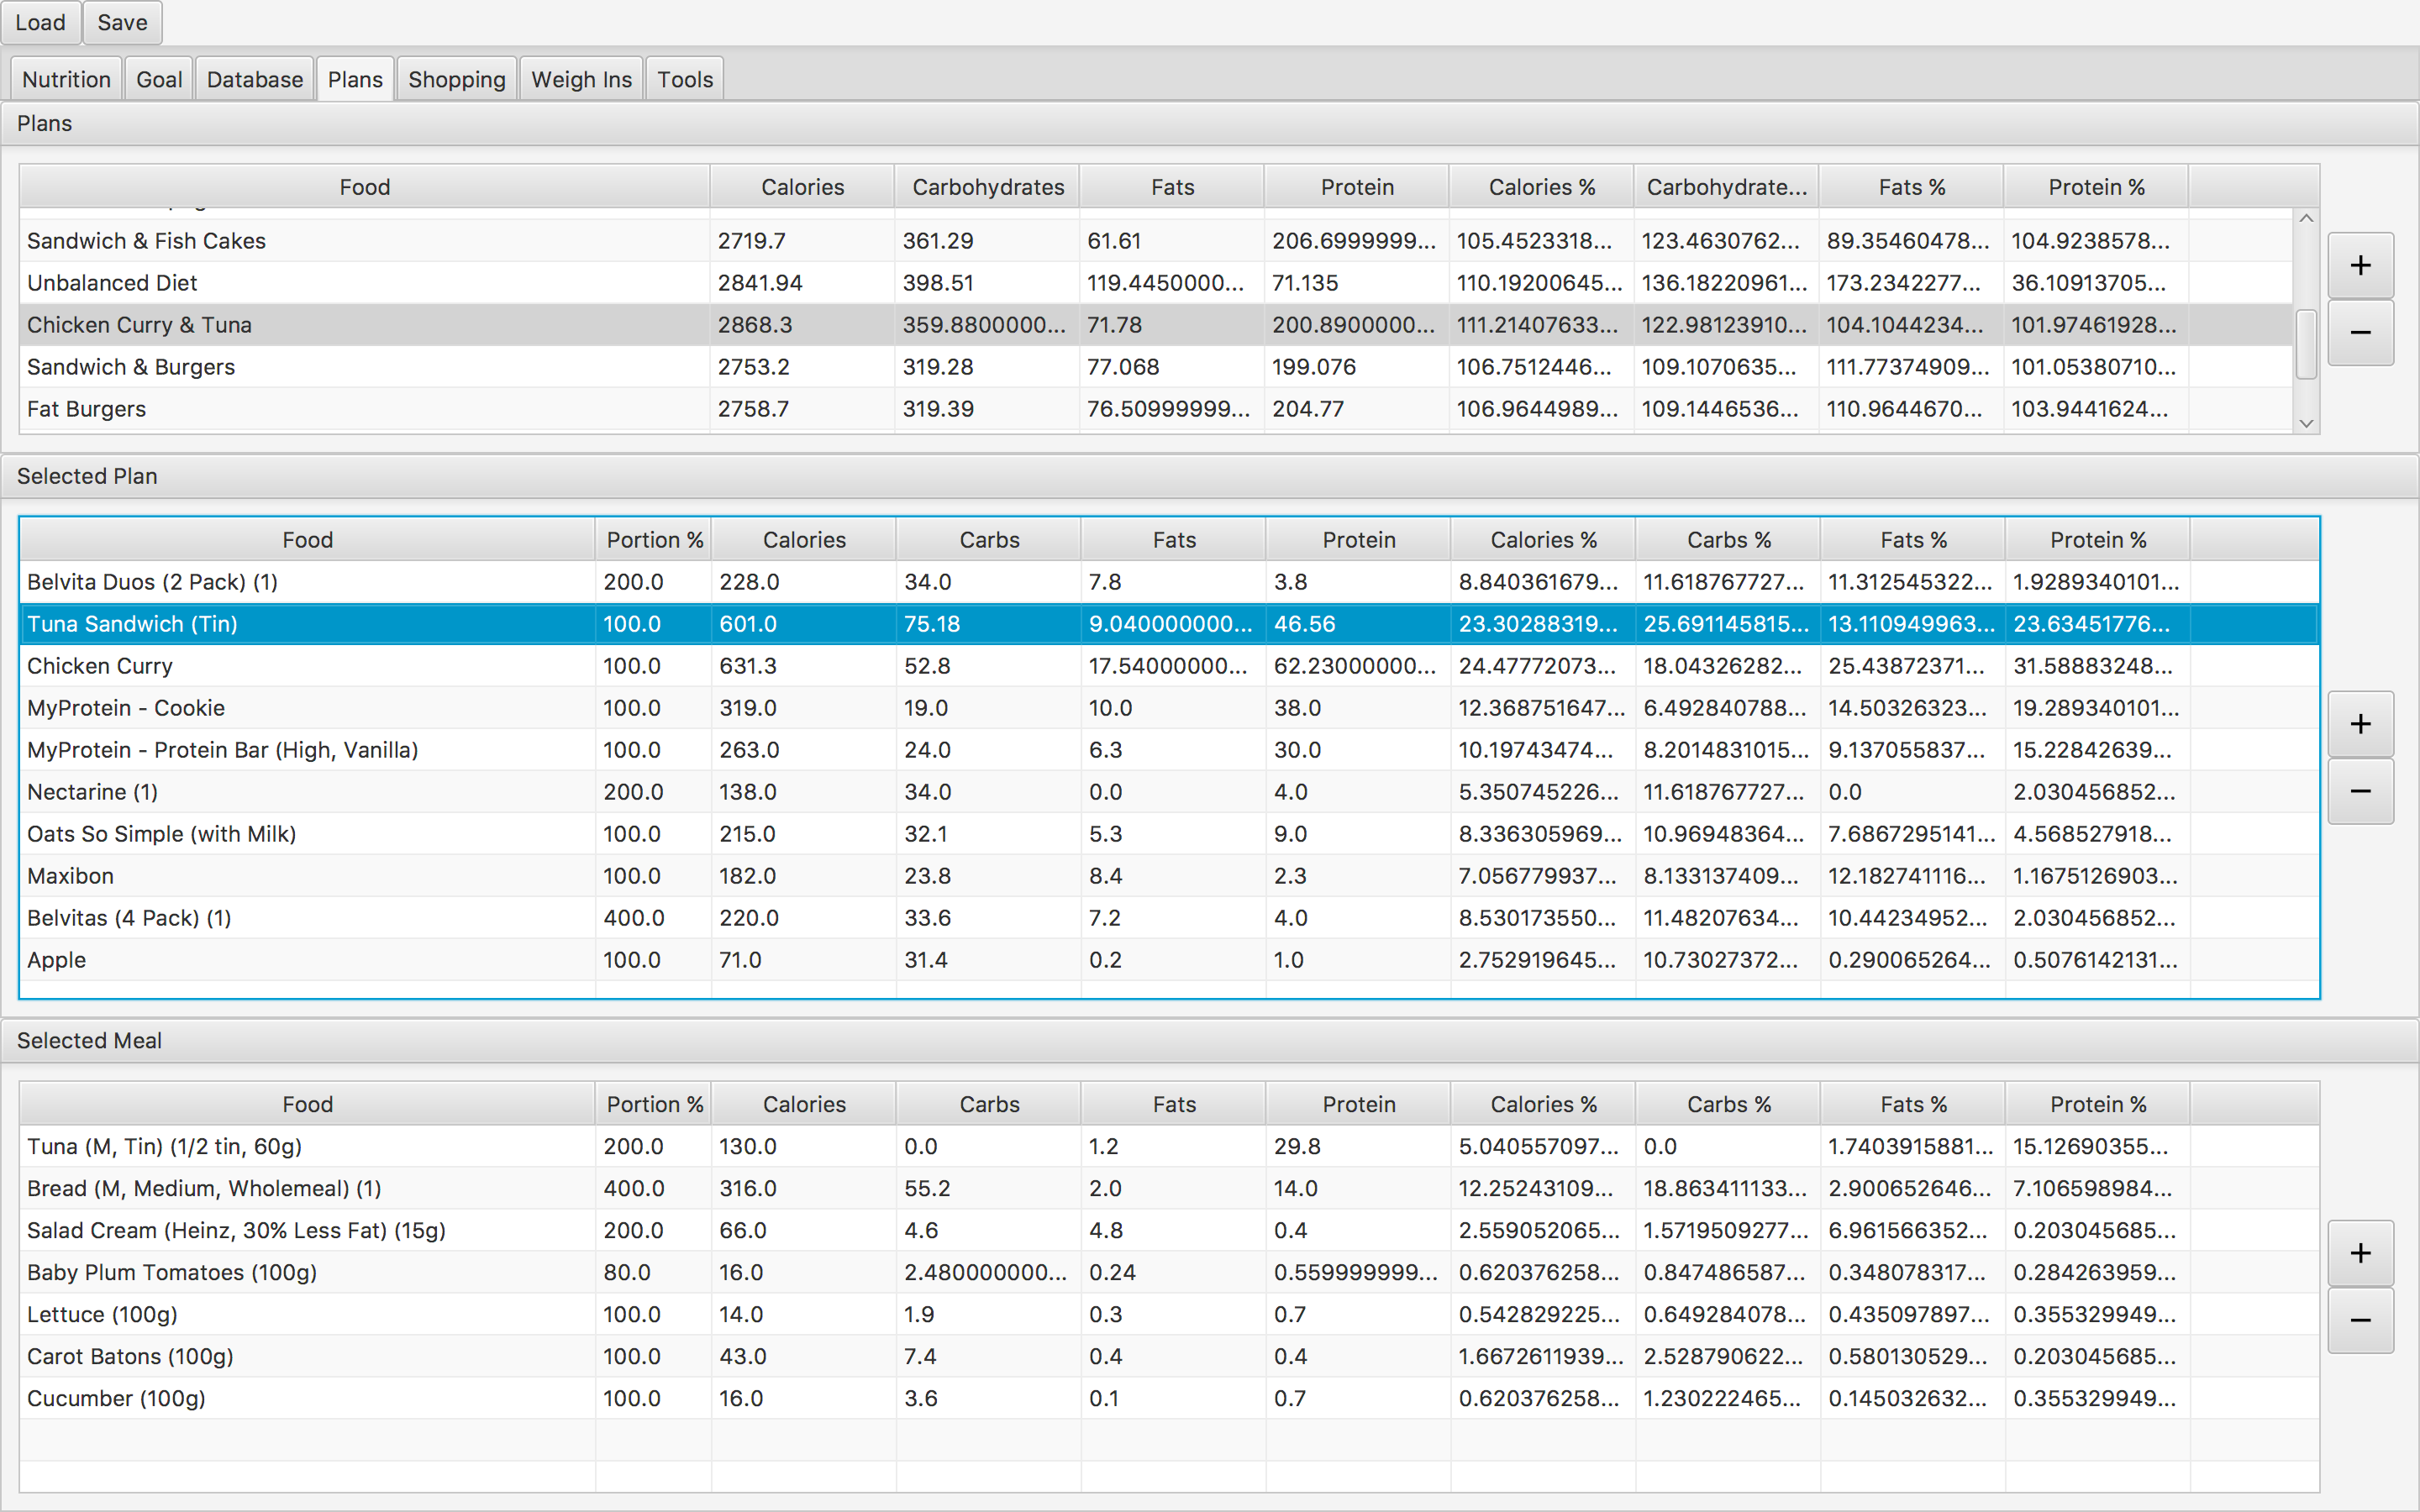 Load Save
Nutrition Goal Database Plans Shopping Weigh Ins Tools
Plans
Food Calories Carbohydrates Fats Protein Calories % Carbohydrate... Fats % Protein %
Sandwich & Fish Cakes 2719.7 361.29 61.61 206.6999999... 105.4523318... 123.4630762... 89.35460478... 104.9238578...
Unbalanced Diet 2841.94 398.51 119.4450000... 71.135 110.19200645... 136.18220961... 173.2342277... 36.10913705...
Chicken Curry & Tuna 2868.3 359.8800000... 71.78 200.8900000... 111.21407633... 122.98123910... 104.1044234... 101.97461928...
Sandwich & Burgers 2753.2 319.28 77.068 199.076 106.7512446... 109.1070635... 111.77374909... 101.05380710...
Fat Burgers 2758.7 319.39 76.50999999... 204.77 106.9644989... 109.1446536... 110.9644670... 103.9441624...
+
−
Selected Plan
Food Portion % Calories Carbs Fats Protein Calories % Carbs % Fats % Protein %
Belvita Duos (2 Pack) (1) 200.0 228.0 34.0 7.8 3.8 8.840361679... 11.618767727... 11.312545322... 1.9289340101...
Tuna Sandwich (Tin) 100.0 601.0 75.18 9.040000000... 46.56 23.30288319... 25.691145815... 13.110949963... 23.63451776...
Chicken Curry 100.0 631.3 52.8 17.54000000... 62.23000000... 24.47772073... 18.04326282... 25.43872371... 31.58883248...
MyProtein - Cookie 100.0 319.0 19.0 10.0 38.0 12.368751647... 6.492840788... 14.50326323... 19.289340101...
MyProtein - Protein Bar (High, Vanilla) 100.0 263.0 24.0 6.3 30.0 10.19743474... 8.2014831015... 9.137055837... 15.22842639...
Nectarine (1) 200.0 138.0 34.0 0.0 4.0 5.350745226... 11.618767727... 0.0 2.030456852...
Oats So Simple (with Milk) 100.0 215.0 32.1 5.3 9.0 8.336305969... 10.96948364... 7.6867295141... 4.568527918...
Maxibon 100.0 182.0 23.8 8.4 2.3 7.056779937... 8.133137409... 12.182741116... 1.1675126903...
Belvitas (4 Pack) (1) 400.0 220.0 33.6 7.2 4.0 8.530173550... 11.48207634... 10.44234952... 2.030456852...
Apple 100.0 71.0 31.4 0.2 1.0 2.752919645... 10.73027372... 0.290065264... 0.5076142131...
+
−
Selected Meal
Food Portion % Calories Carbs Fats Protein Calories % Carbs % Fats % Protein %
Tuna (M, Tin) (1/2 tin, 60g) 200.0 130.0 0.0 1.2 29.8 5.040557097... 0.0 1.7403915881... 15.12690355...
Bread (M, Medium, Wholemeal) (1) 400.0 316.0 55.2 2.0 14.0 12.25243109... 18.863411133... 2.900652646... 7.106598984...
Salad Cream (Heinz, 30% Less Fat) (15g) 200.0 66.0 4.6 4.8 0.4 2.559052065... 1.5719509277... 6.961566352... 0.203045685...
Baby Plum Tomatoes (100g) 80.0 16.0 2.480000000... 0.24 0.559999999... 0.620376258... 0.847486587... 0.348078317... 0.284263959...
Lettuce (100g) 100.0 14.0 1.9 0.3 0.7 0.542829225... 0.649284078... 0.435097897... 0.355329949...
Carot Batons (100g) 100.0 43.0 7.4 0.4 0.4 1.6672611939... 2.528790622... 0.580130529... 0.203045685...
Cucumber (100g) 100.0 16.0 3.6 0.1 0.7 0.620376258... 1.230222465... 0.145032632... 0.355329949...
+
−